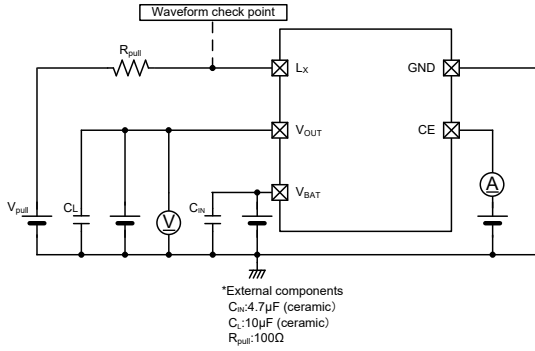 Waveform check point
Rpull
LX
GND
VOUT
CE
VBAT
A
Vpull
CL
V
CIN
*External components
CIN:4.7μF (ceramic）
CL:10μF (ceramic）
Rpull:100Ω